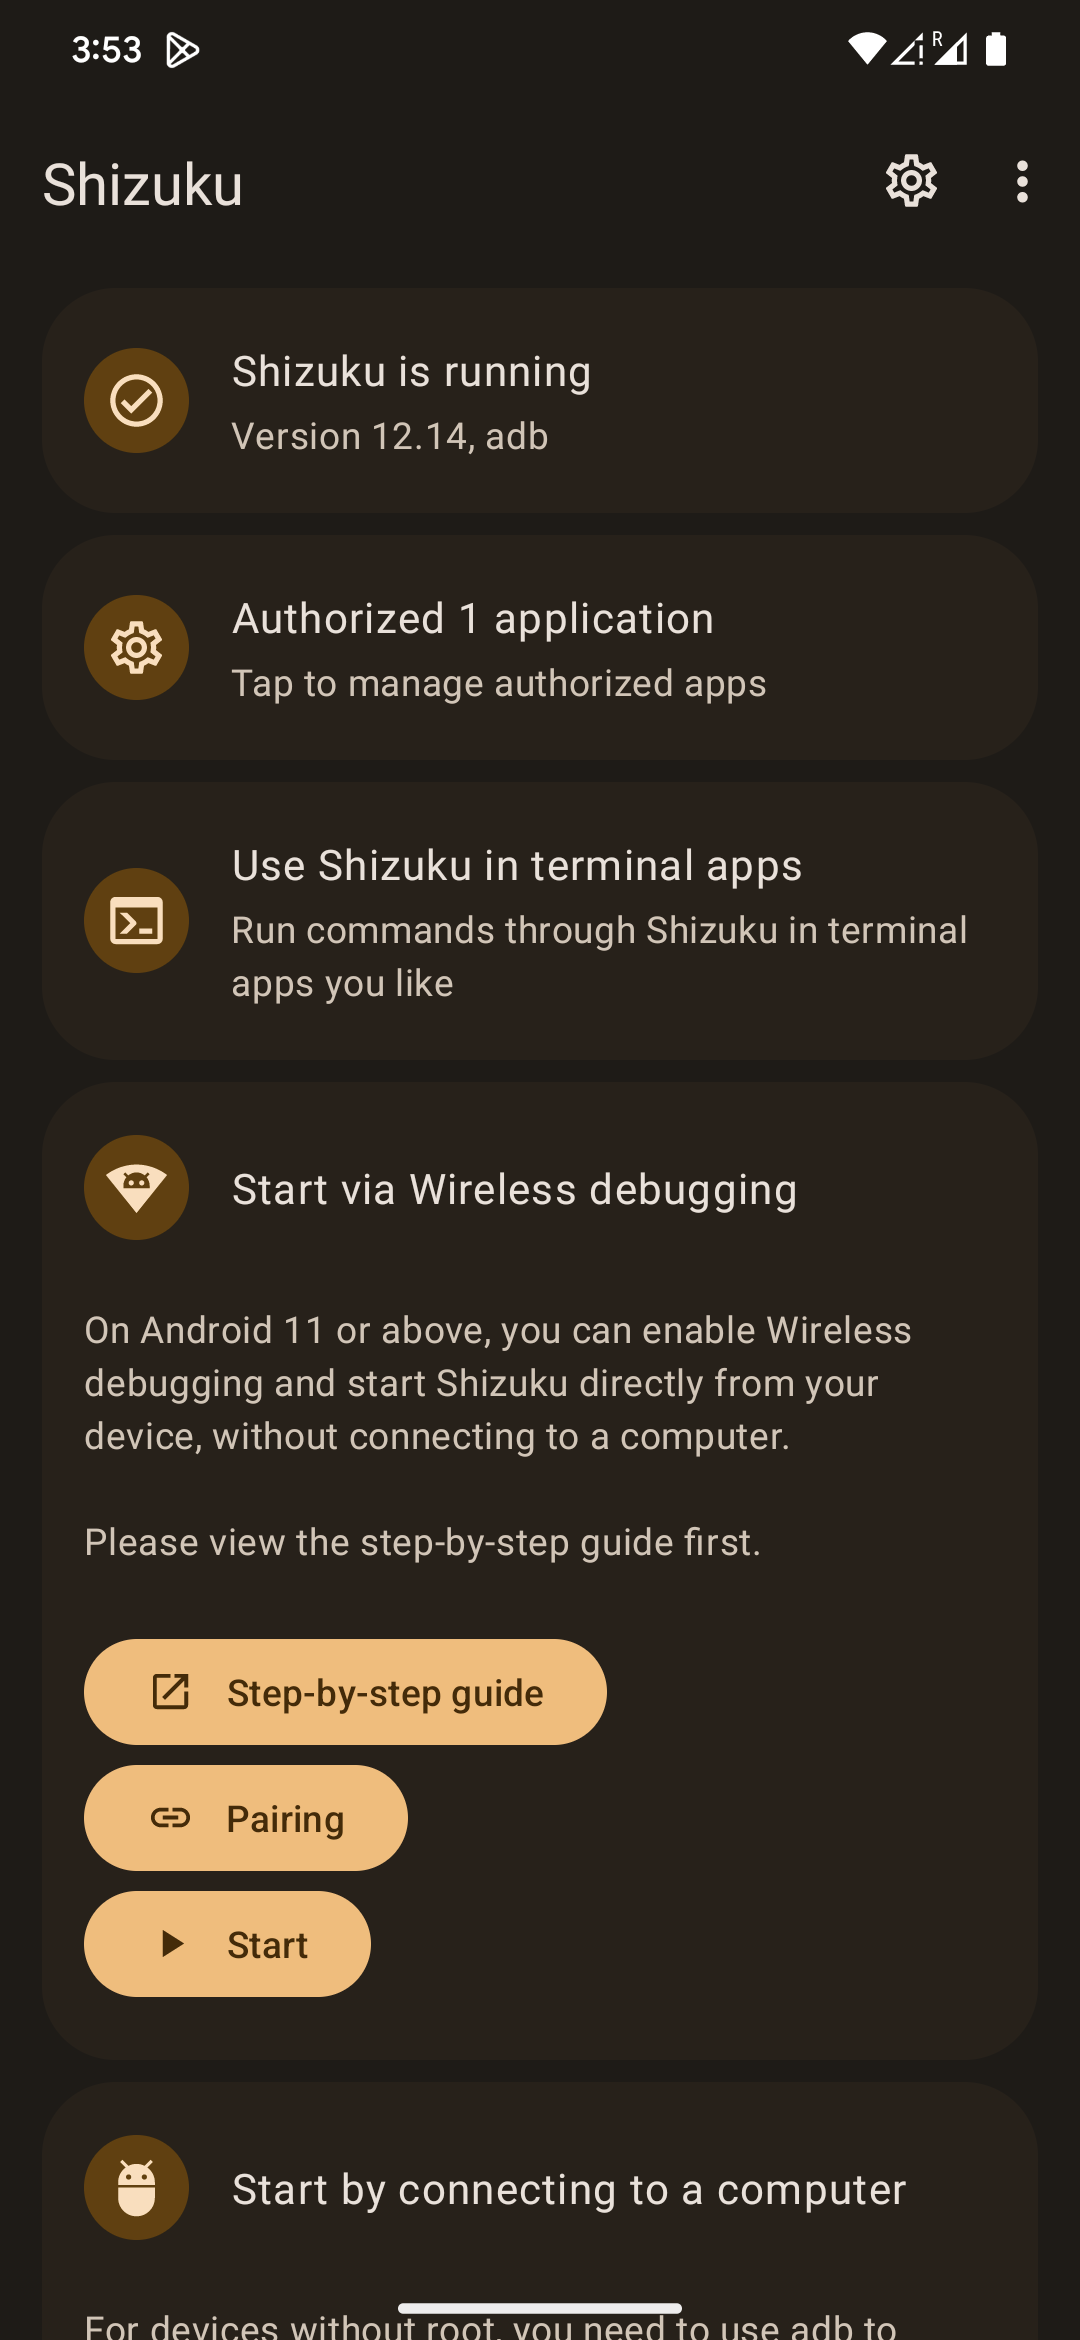 3:53
R
Shizuku
Shizuku is running
Version 12.14, adb
Authorized 1 application
Tap to manage authorized apps
Use Shizuku in terminal apps
Run commands through Shizuku in terminal
apps you like
Start via Wireless debugging
On Android 11 or above, you can enable Wireless
debugging and start Shizuku directly from your
device, without connecting to a computer.
Please view the step-by-step guide first.
Step-by-step guide
Pairing
Start
Start by connecting to a computer
For devices without root, you need to use adb to